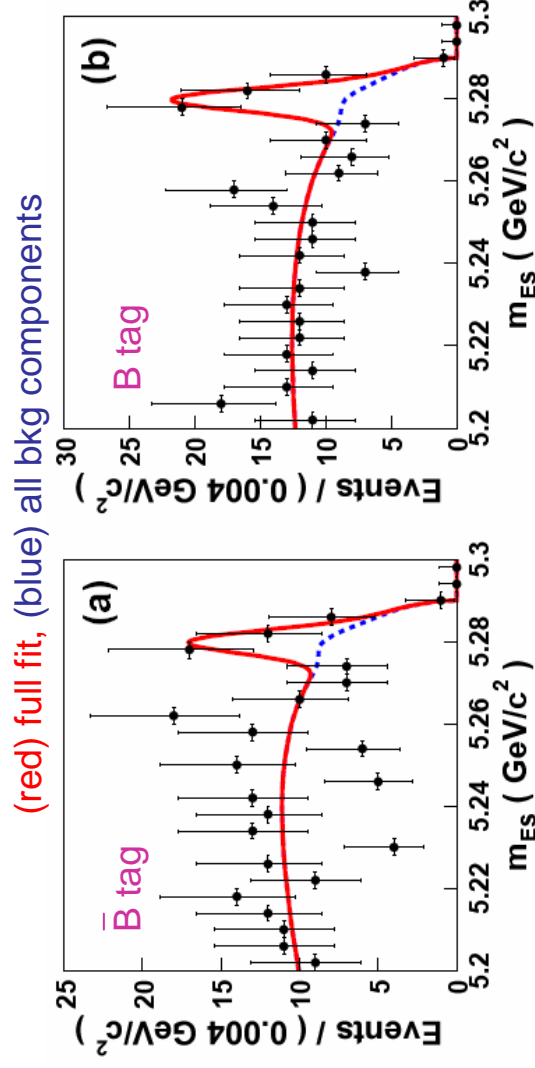 (red) full fit, (blue) all bkg components
(a)
B̄ tag
Events / ( 0.004 GeV/c²)
25
20
15
10
5
0
5.2 5.22 5.24 5.26 5.28 5.3
mES ( GeV/c²)
(b)
B tag
Events / ( 0.004 GeV/c²)
30
25
20
15
10
5
0
5.2 5.22 5.24 5.26 5.28 5.3
mES ( GeV/c²)